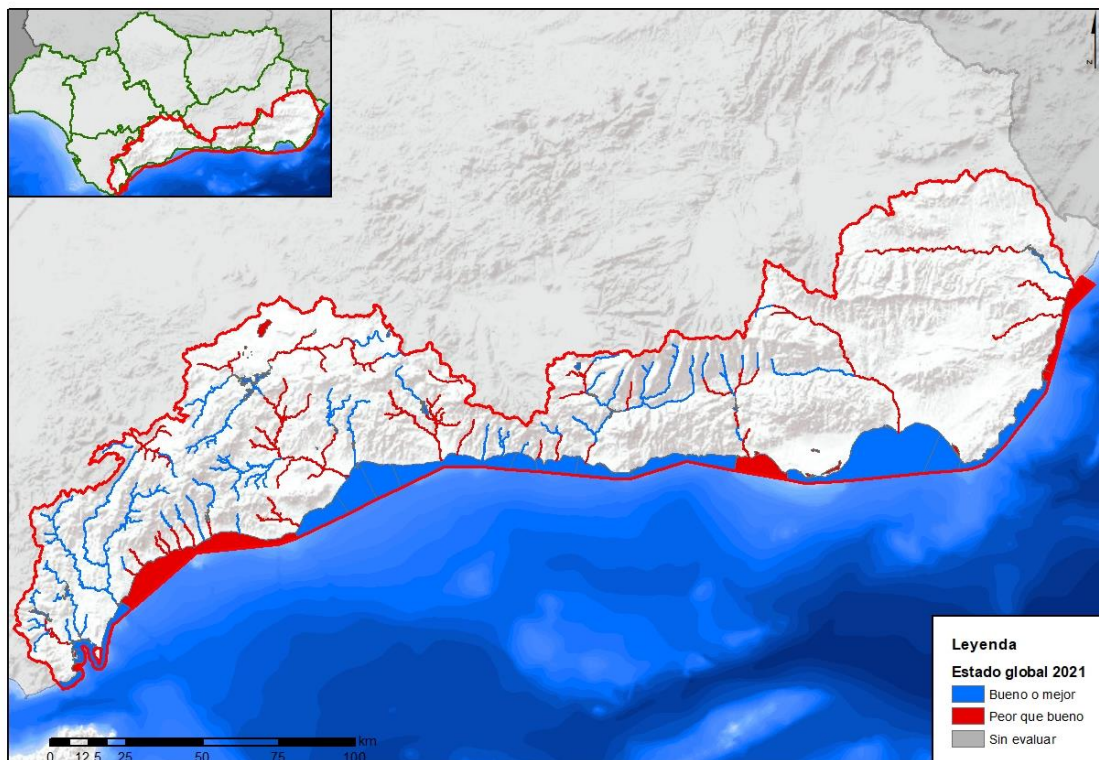 N
Leyenda
Estado global 2021
Bueno o mejor
Peor que bueno
Sin evaluar
km
0 12,5 25 50 75 100